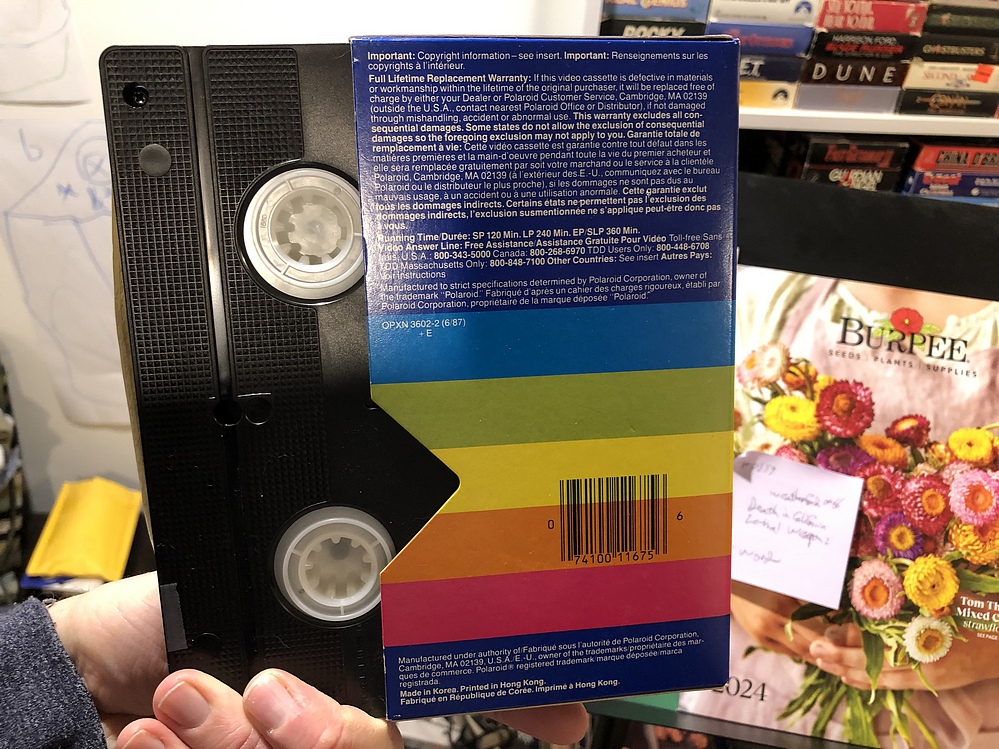 Important: Copyright information – see insert. Important: Renseignements sur les
copyrights à l'intérieur.
Full Lifetime Replacement Warranty: If this video cassette is defective in materials
or workmanship within the lifetime of the original purchaser, it will be replaced free of
charge by either your Dealer or Polaroid Customer Service, Cambridge, MA 02139
(outside the U.S.A., contact nearest Polaroid Office or Distributor), if not damaged
through mishandling, accident or abnormal use. This warranty excludes all con-
sequential damages. Some states do not allow the exclusion of consequential
damages so the foregoing exclusion may not apply to you. Garantie totale de
remplacement à vie: Cette vidéo cassette est garantie contre tout défaut dans les
matières premières et la main-d'oeuvre pendant toute la vie du premier acheteur et
elle sera remplacée gratuitement par soit votre marchand ou le service à la clientèle
Polaroid, Cambridge, MA 02139 (à l'extérieur des É.-U., communiquez avec le bureau
Polaroid ou le distributeur le plus proche), si les dommages ne sont pas dus au
mauvais usage, à un accident ou à une utilisation anormale. Cette garantie exclut
tous les dommages indirects. Certains états ne permettent pas l'exclusion des
dommages indirects, l'exclusion susmentionnée ne s'applique peut-être donc pas
à vous.
Running Time/Durée: SP 120 Min. LP 240 Min. EP/SLP 360 Min.
Video Answer Line: Free Assistance/Assistance Gratuite Pour Vidéo Toll-free/Sans
frais, U.S.A.: 800-343-5000 Canada: 800-268-6970 TDD Users Only: 800-448-6708
TDD Massachusetts Only: 800-848-7100 Other Countries: See insert Autres Pays:
Voir Instructions
Manufactured to strict specifications determined by Polaroid Corporation, owner of
the trademark "Polaroid." Fabriqué d'après un cahier des charges rigoureux, établi par
Polaroid Corporation, propriétaire de la marque déposée "Polaroid."
QPXN 3602-2 (6/87)
+ E
0 74100 11675 6
Manufactured under authority of/Fabriqué sous l'autorité de Polaroid Corporation,
Cambridge, MA 02139, U.S.A./É.-U., owner of the trademarks/propriétaire des mar-
ques de commerce. Polaroid® registered trademark/marque déposée/marca
registrada.
Made in Korea. Printed in Hong Kong.
Fabriqué en République de Corée. Imprimé à Hong Kong.
ROCKY
HARRISON FORD
GHOSTBUSTERS
DUNE
BURPEE
SEEDS | PLANTS | SUPPLIES
Death in
Weapon 2
Tom Th
Mixed C
strawflo
SEE PAGE
2024